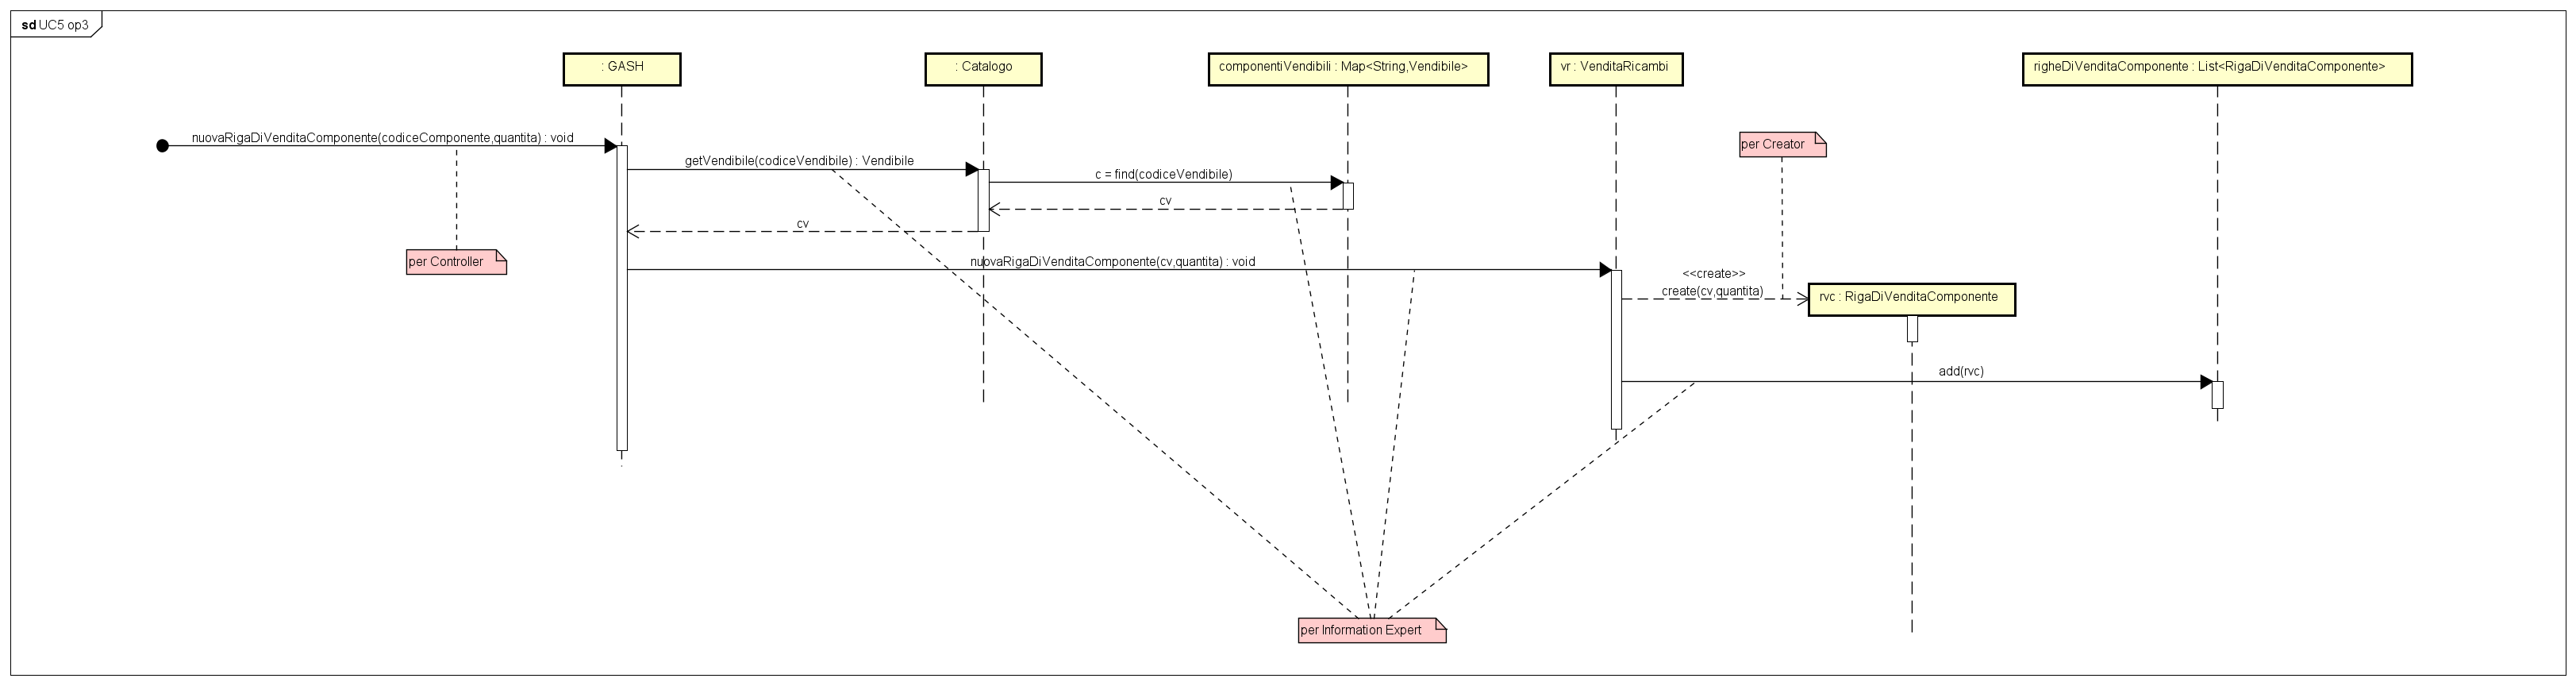 sd UC5 op3
: GASH
: Catalogo
componentiVendibili : Map<String,Vendibile>
vr : VenditaRicambi
righeDiVenditaComponente : List<RigaDiVenditaComponente>
nuovaRigaDiVenditaComponente(codiceComponente,quantita) : void
per Creator
getVendibile(codiceVendibile) : Vendibile
c = find(codiceVendibile)
cv
cv
per Controller
nuovaRigaDiVenditaComponente(cv,quantita) : void
<<create>>
create(cv,quantita)
rvc : RigaDiVenditaComponente
add(rvc)
per Information Expert